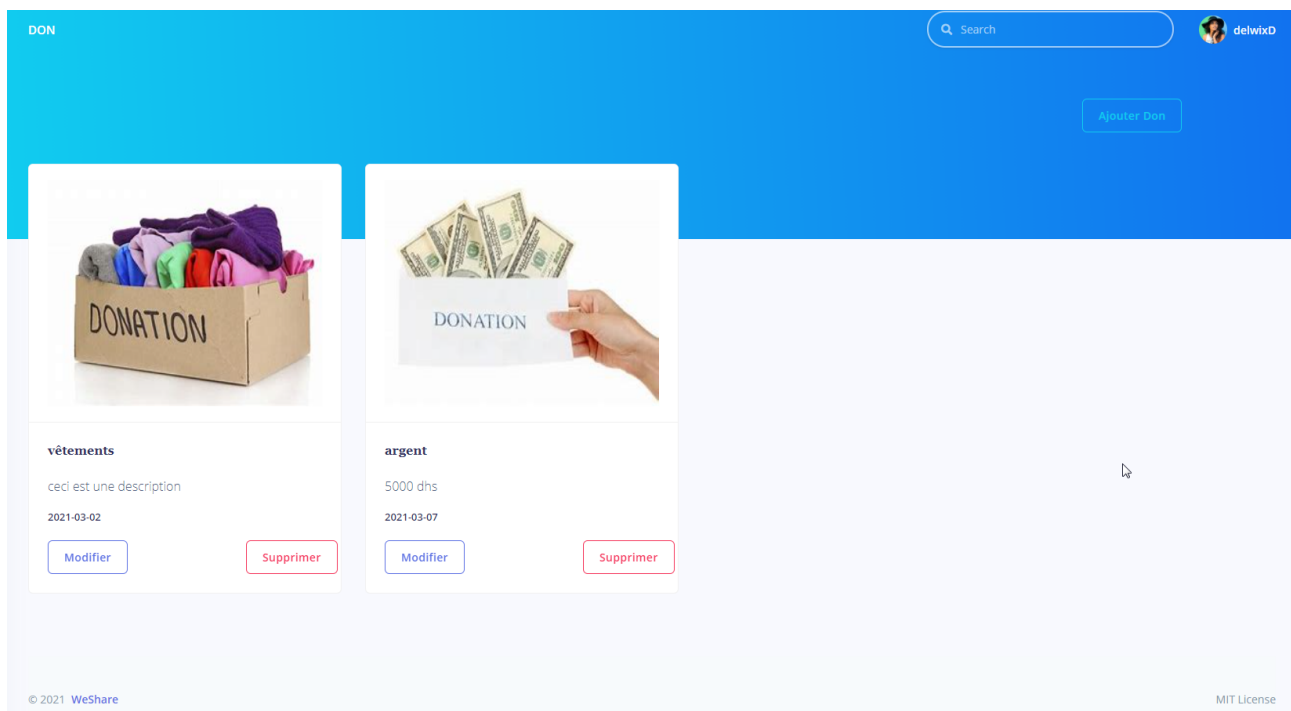 DON
Search
delwixD
Ajouter Don
DONATION
DONATION
vêtements
ceci est une description
2021-03-02
Modifier
Supprimer
argent
5000 dhs
2021-03-07
Modifier
Supprimer
© 2021 WeShare
MIT License